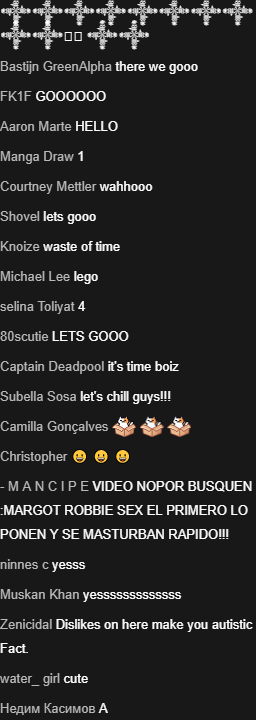 Bastijn GreenAlpha there we gooo
FK1F GOOOOOO
Aaron Marte HELLO
Manga Draw 1
Courtney Mettler wahhooo
Shovel lets gooo
Knoize waste of time
Michael Lee lego
selina Toliyat 4
80scutie LETS GOOO
Captain Deadpool it's time boiz
Subella Sosa let's chill guys!!!
Camilla Gonçalves
Christopher 😀 😀 😀
- M A N C I P E VIDEO NOPOR BUSQUEN
:MARGOT ROBBIE SEX EL PRIMERO LO
PONEN Y SE MASTURBAN RAPIDO!!!
ninnes c yesss
Muskan Khan yesssssssssssss
Zenicidal Dislikes on here make you autistic
Fact.
water_ girl cute
Недим Касимов А